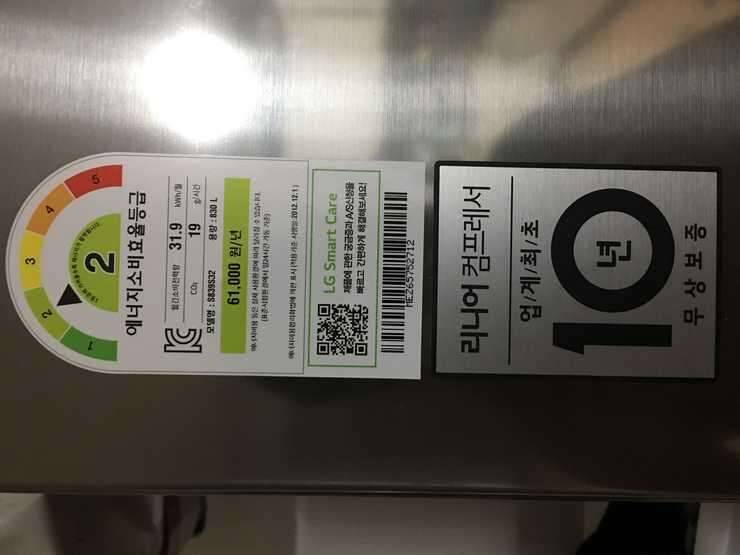 1
2
3
4
5
2
에너지소비효율등급
월간소비전력량 31.9 kWh/월
CO₂ 19 g/시간
모델명 : S839S32 용량 : 830 L
61,000 원/년
LG Smart Care
제품에 관한 궁금증과 A/S신청을
빠르고 간편하게 해결해보세요!
MEZ65752712
리니어 컴프레서
업/계/최/초
10년
무상보증